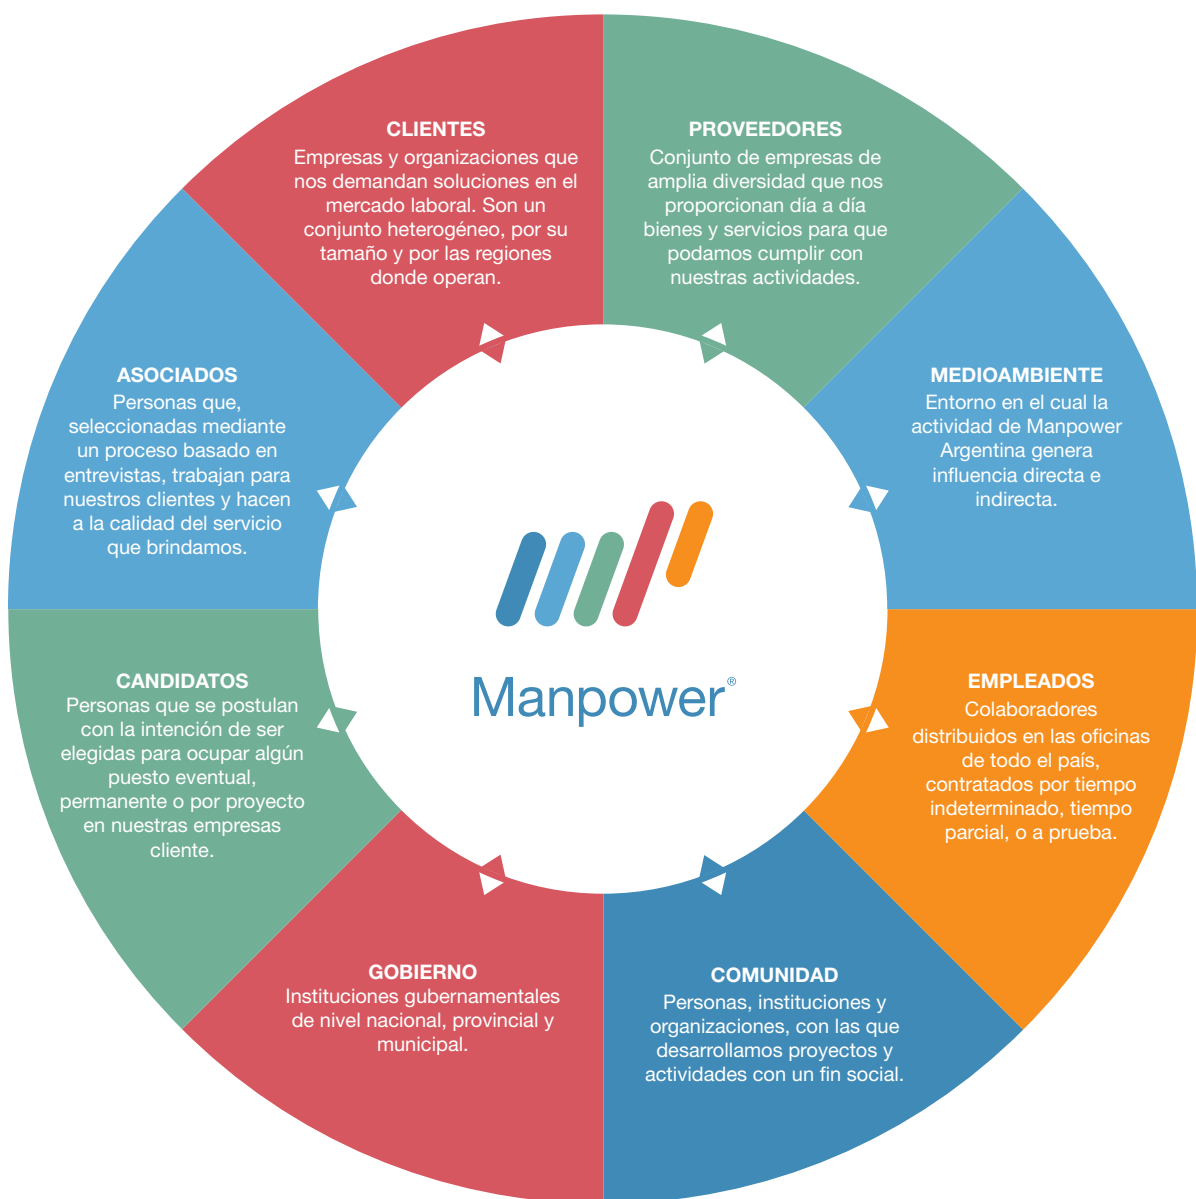 CLIENTES
Empresas y organizaciones que
nos demandan soluciones en el
mercado laboral. Son un
conjunto heterogéneo, por su
tamaño y por las regiones
donde operan.
PROVEEDORES
Conjunto de empresas de
amplia diversidad que nos
proporcionan día a día
bienes y servicios para que
podamos cumplir con
nuestras actividades.
ASOCIADOS
Personas que,
seleccionadas mediante
un proceso basado en
entrevistas, trabajan para
nuestros clientes y hacen
a la calidad del servicio
que brindamos.
MEDIOAMBIENTE
Entorno en el cual la
actividad de Manpower
Argentina genera
influencia directa e
indirecta.
Manpower®
CANDIDATOS
Personas que se postulan
con la intención de ser
elegidas para ocupar algún
puesto eventual,
permanente o por proyecto
en nuestras empresas
cliente.
EMPLEADOS
Colaboradores
distribuidos en las oficinas
de todo el país,
contratados por tiempo
indeterminado, tiempo
parcial, o a prueba.
GOBIERNO
Instituciones gubernamentales
de nivel nacional, provincial y
municipal.
COMUNIDAD
Personas, instituciones y
organizaciones, con las que
desarrollamos proyectos y
actividades con un fin social.